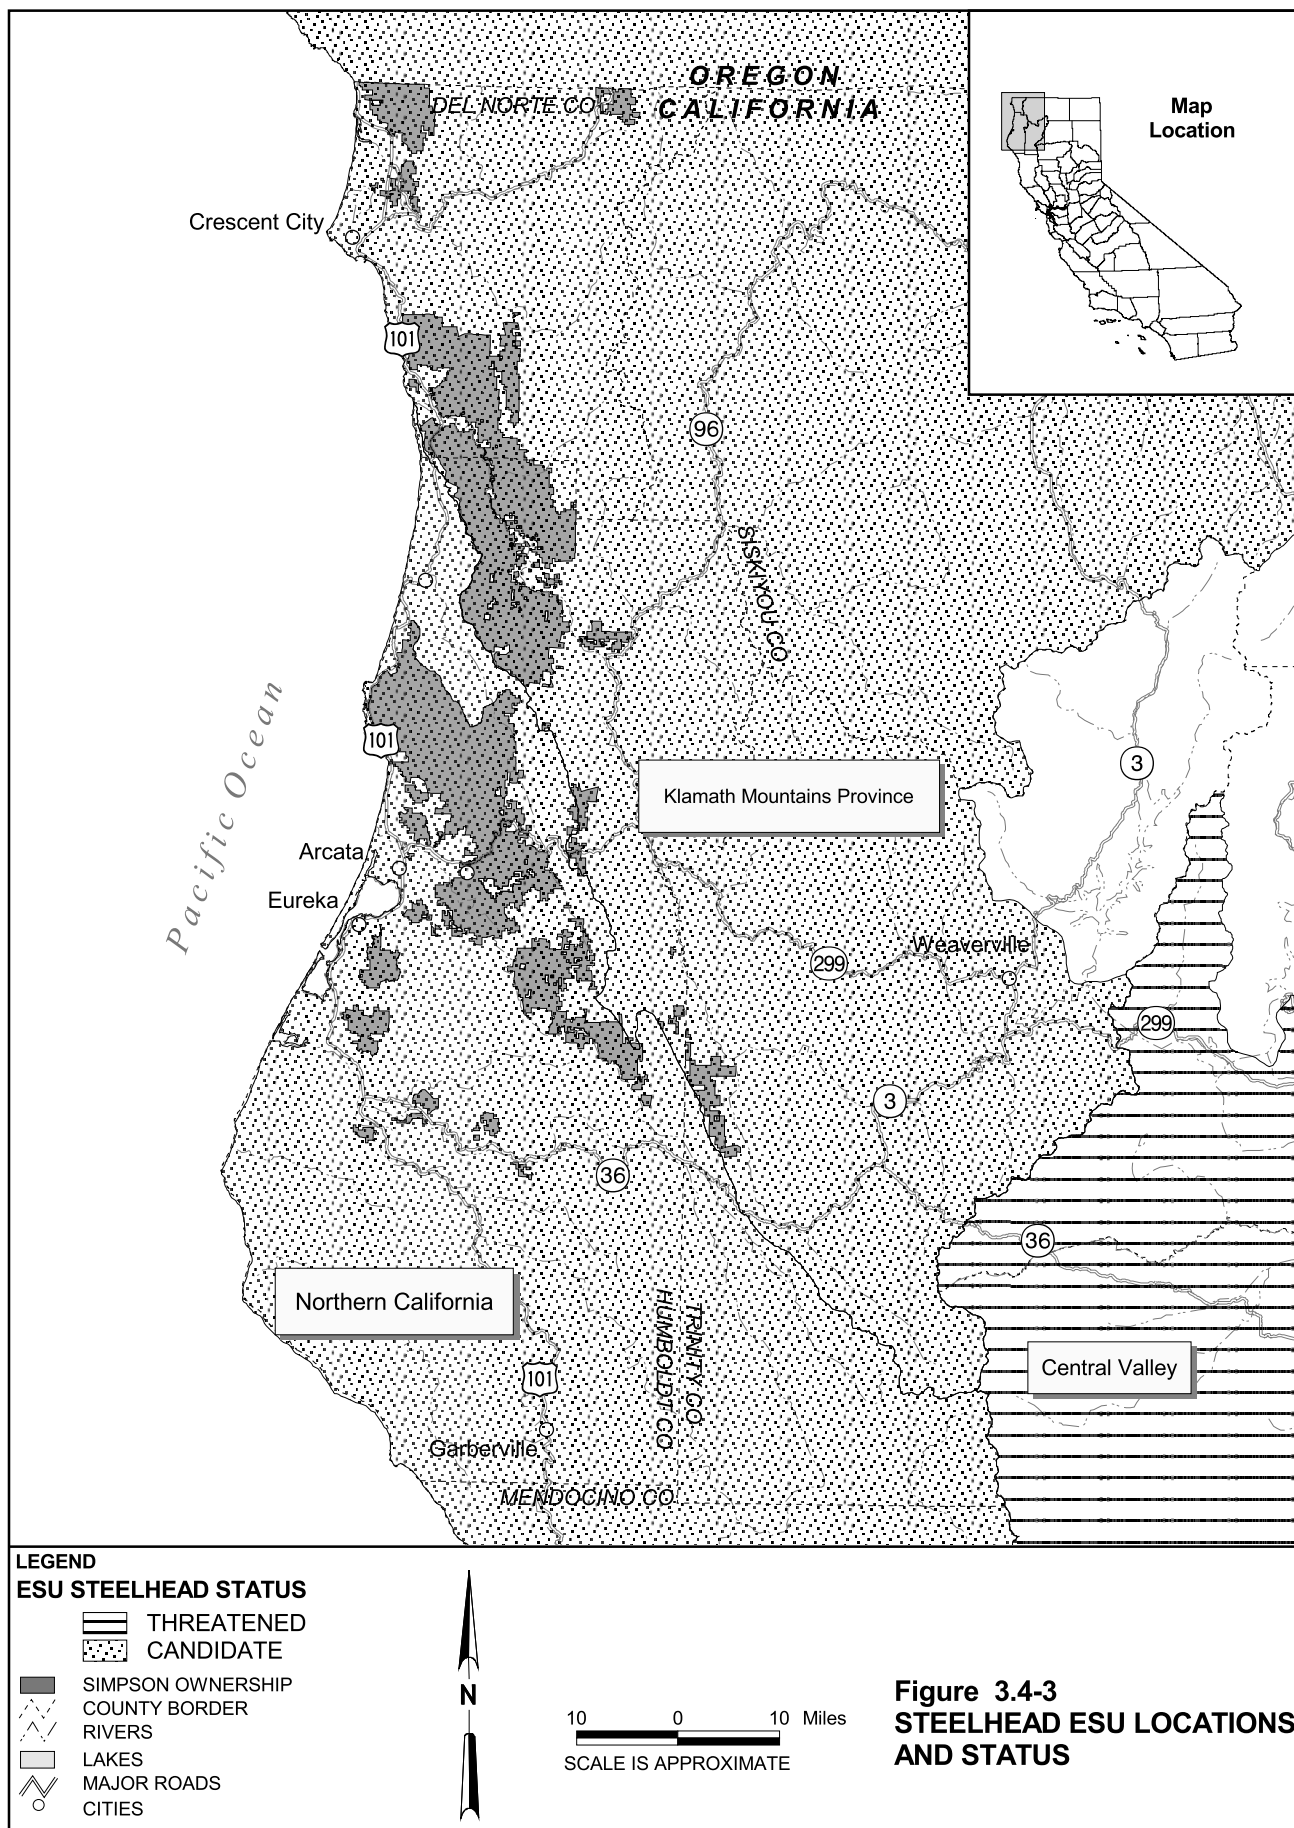 OREGON
CALIFORNIA
DEL NORTE CO
Map
Location
Crescent City
101
96
SISKIYOU CO
Pacific Ocean
101
3
Klamath Mountains Province
Arcata
Eureka
Weaverville
299
299
3
36
36
Northern California
TRINITY CO
HUMBOLDT CO
Central Valley
101
Garberville
MENDOCINO CO
LEGEND
ESU STEELHEAD STATUS
THREATENED
CANDIDATE
SIMPSON OWNERSHIP
COUNTY BORDER
RIVERS
LAKES
MAJOR ROADS
CITIES
N
10 0 10 Miles
SCALE IS APPROXIMATE
Figure 3.4-3
STEELHEAD ESU LOCATIONS
AND STATUS